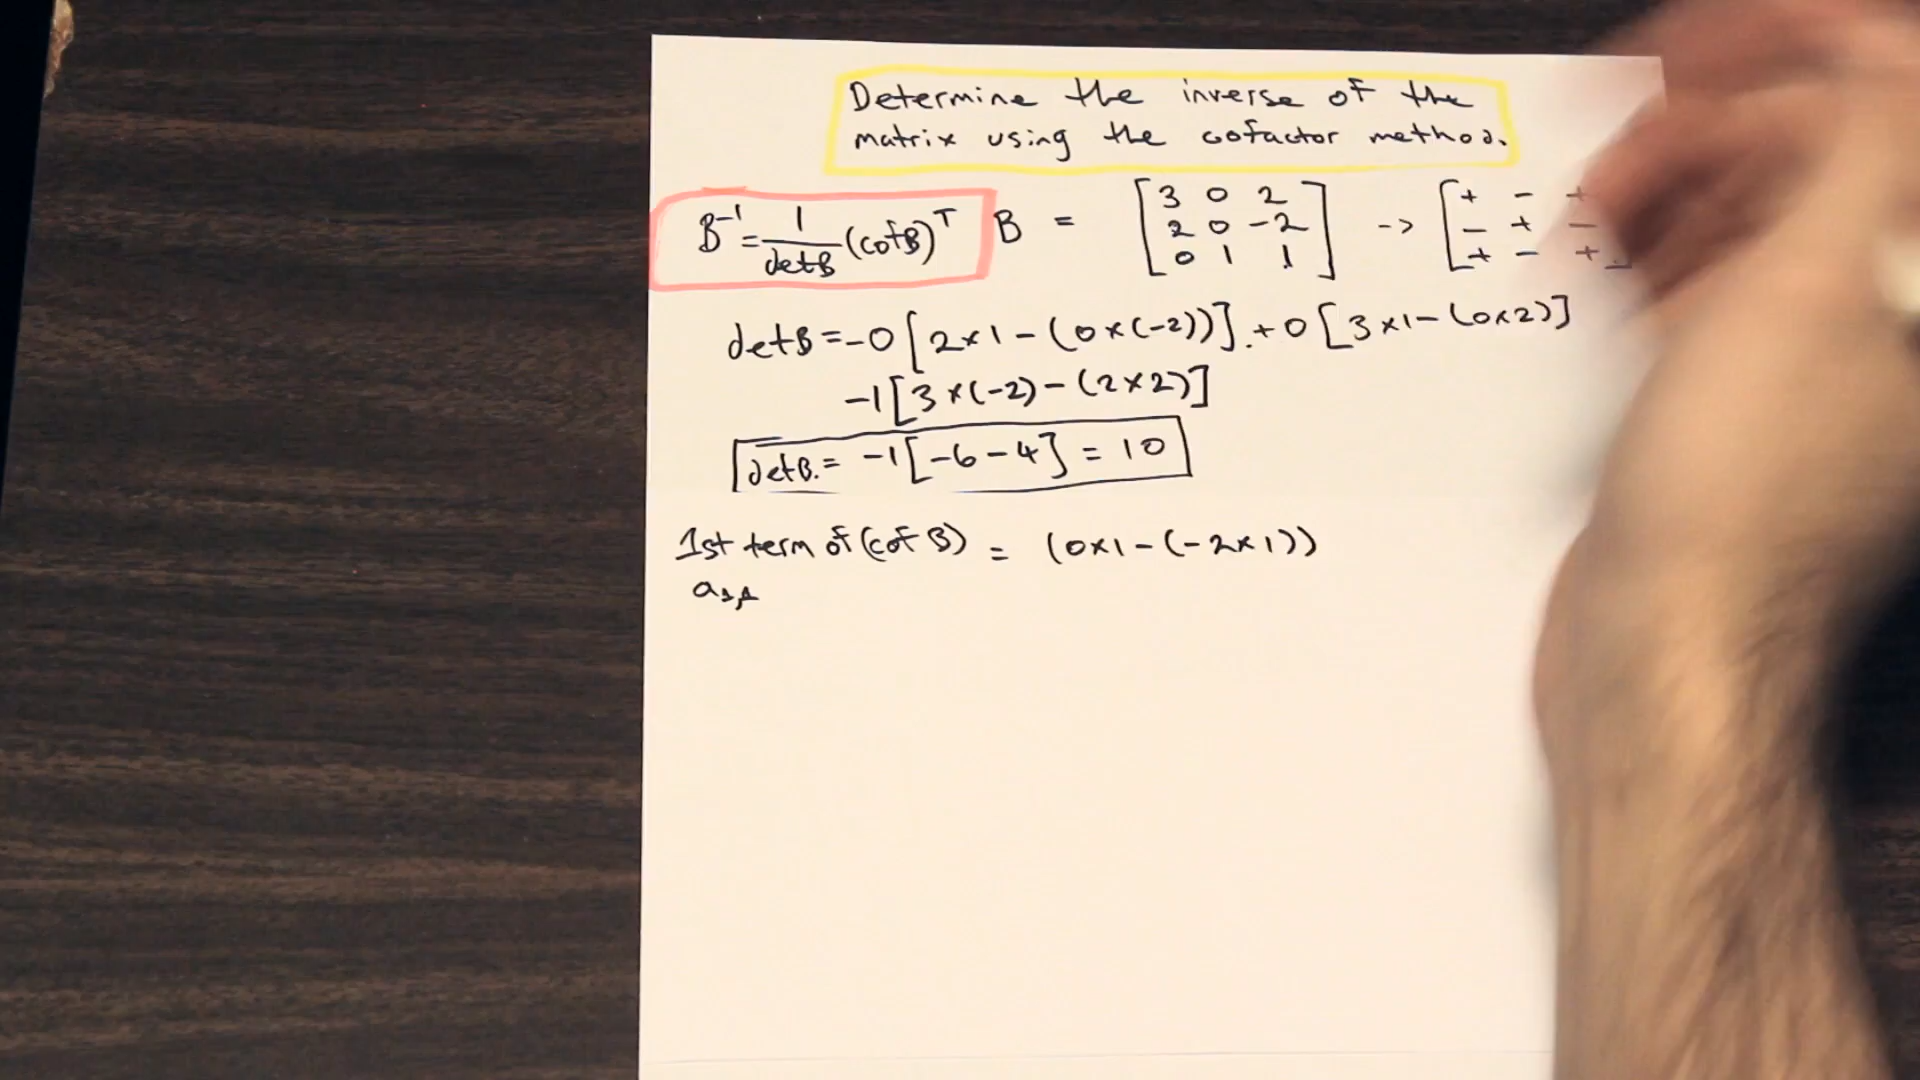 Determine the inverse of the
matrix using the cofactor method.
B⁻¹ = 1/detB (cofB)ᵀ B = [3 0 2
2 0 -2
0 1 1] -> [+ - +
- + -
+ - +]
detB = -0[2×1-(0×(-2))].+0[3×1-(0×2)]
-1[3×(-2)-(2×2)]
detB.= -1[-6-4] = 10
1st term of (cof B) = (0×1-(-2×1))
a₁,₁